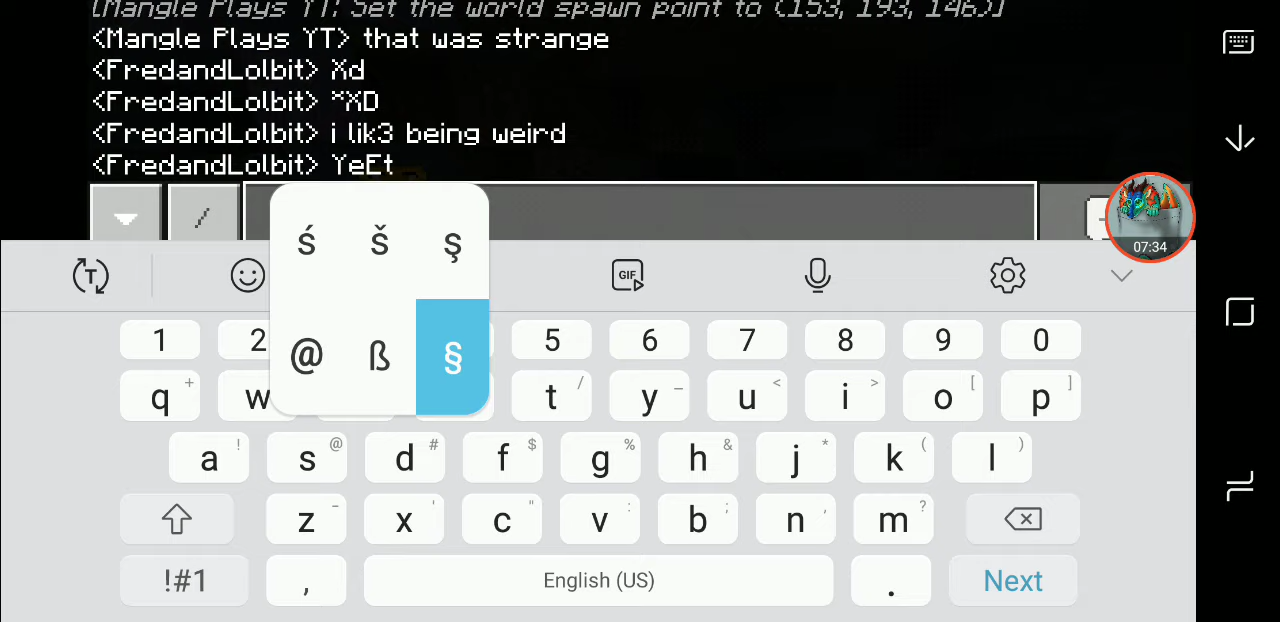 [Mangle Plays YT: Set the world spawn point to (153, 193, 146)]
<Mangle Plays YT> that was strange
<FredandLolbit> Xd
<FredandLolbit> *XD
<FredandLolbit> i lik3 being weird
<FredandLolbit> YeEt
/
ś š ş
07:34
T GIF
@ ß §
1 2 5 6 7 8 9 0
q + w t / y – u < i > o [ p ]
a ! s @ d # f $ g % h & j * k ( l )
z - x ' c " v : b ; n , m ?
!#1 , English (US) . Next